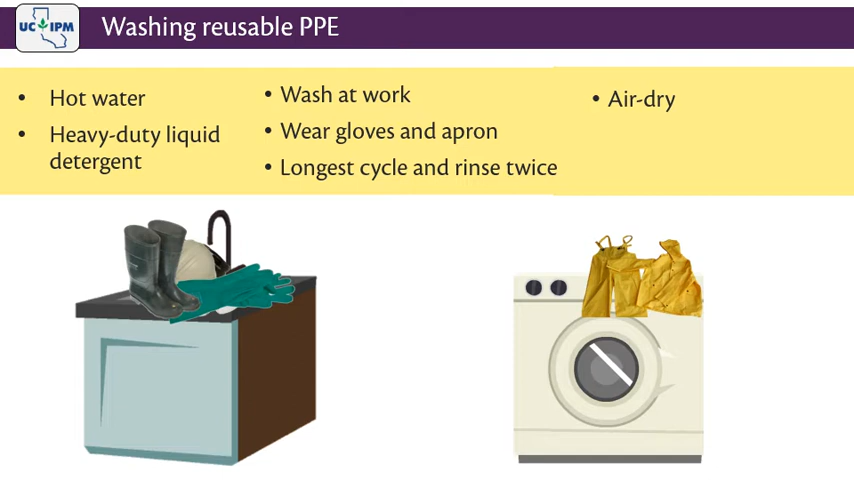 UC IPM
Washing reusable PPE
• Hot water
• Heavy-duty liquid
detergent
• Wash at work
• Wear gloves and apron
• Longest cycle and rinse twice
• Air-dry